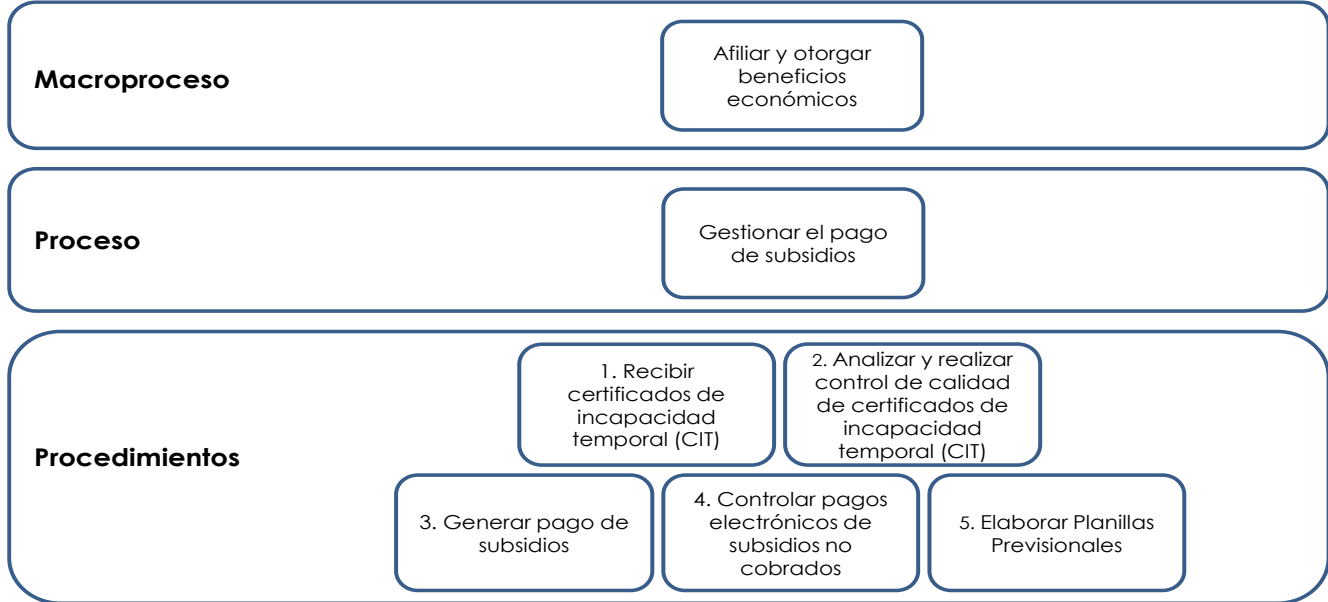 Macroproceso
Afiliar y otorgar
beneficios
económicos
Proceso
Gestionar el pago
de subsidios
Procedimientos
1. Recibir
certificados de
incapacidad
temporal (CIT)
2. Analizar y realizar
control de calidad
de certificados de
incapacidad
temporal (CIT)
3. Generar pago de
subsidios
4. Controlar pagos
electrónicos de
subsidios no
cobrados
5. Elaborar Planillas
Previsionales